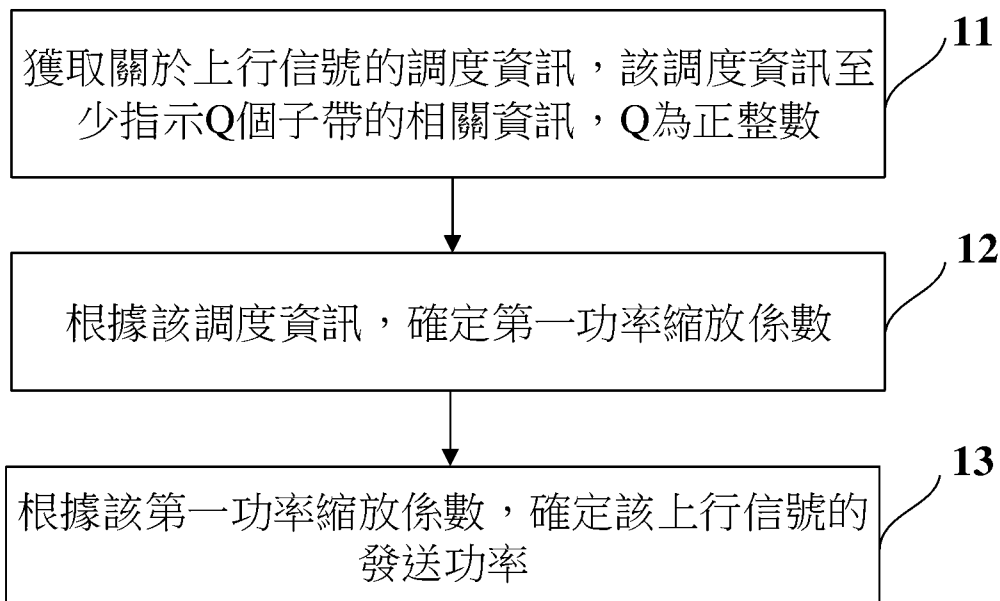 獲取關於上行信號的調度資訊，該調度資訊至
少指示Q個子帶的相關資訊，Q為正整數
11
根據該調度資訊，確定第一功率縮放係數
12
根據該第一功率縮放係數，確定該上行信號的
發送功率
13